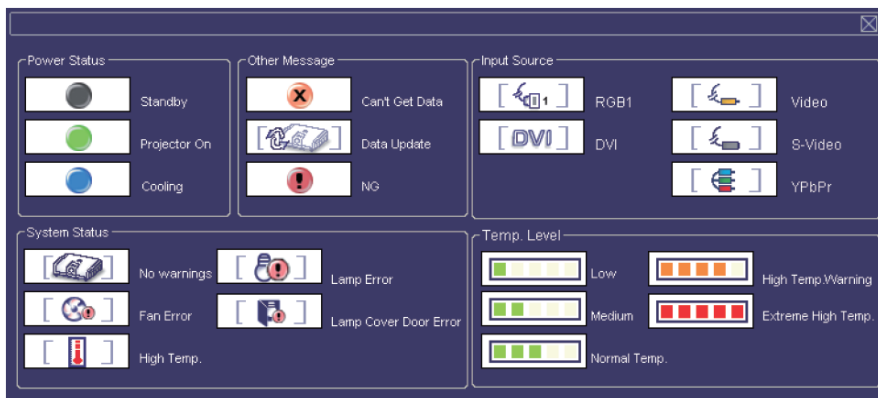 Power Status
Standby
Projector On
Cooling
Other Message
Can't Get Data
Data Update
NG
Input Source
1
RGB1
DVI
DVI
Video
S-Video
YPbPr
System Status
No warnings
Fan Error
High Temp.
Lamp Error
Lamp Cover Door Error
Temp. Level
Low
Medium
Normal Temp.
High Temp.Warning
Extreme High Temp.